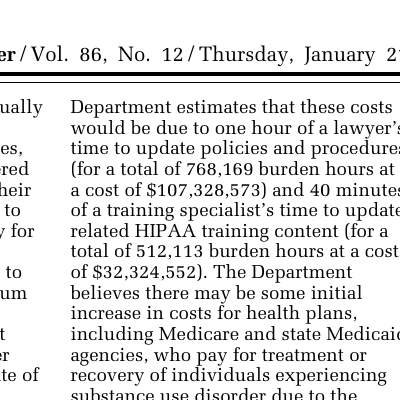 er / Vol. 86, No. 12 / Thursday, January 2
ually
es,
ered
heir
to
y for
to
um
t
er
te of
Department estimates that these costs
would be due to one hour of a lawyer's
time to update policies and procedures
(for a total of 768,169 burden hours at
a cost of $107,328,573) and 40 minutes
of a training specialist's time to update
related HIPAA training content (for a
total of 512,113 burden hours at a cost
of $32,324,552). The Department
believes there may be some initial
increase in costs for health plans,
including Medicare and state Medicaid
agencies, who pay for treatment or
recovery of individuals experiencing
substance use disorder due to the